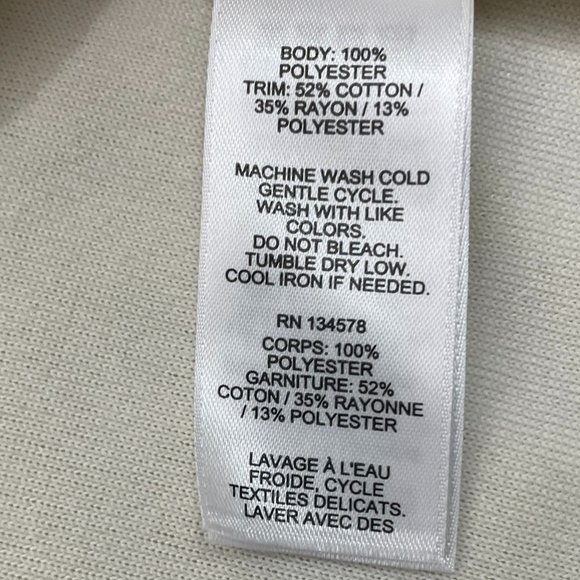 BODY: 100%
POLYESTER
TRIM: 52% COTTON /
35% RAYON / 13%
POLYESTER
MACHINE WASH COLD
GENTLE CYCLE.
WASH WITH LIKE
COLORS.
DO NOT BLEACH.
TUMBLE DRY LOW.
COOL IRON IF NEEDED.
RN 134578
CORPS: 100%
POLYESTER
GARNITURE: 52%
COTON / 35% RAYONNE
/ 13% POLYESTER
LAVAGE À L'EAU
FROIDE, CYCLE
TEXTILES DELICATS.
LAVER AVEC DES